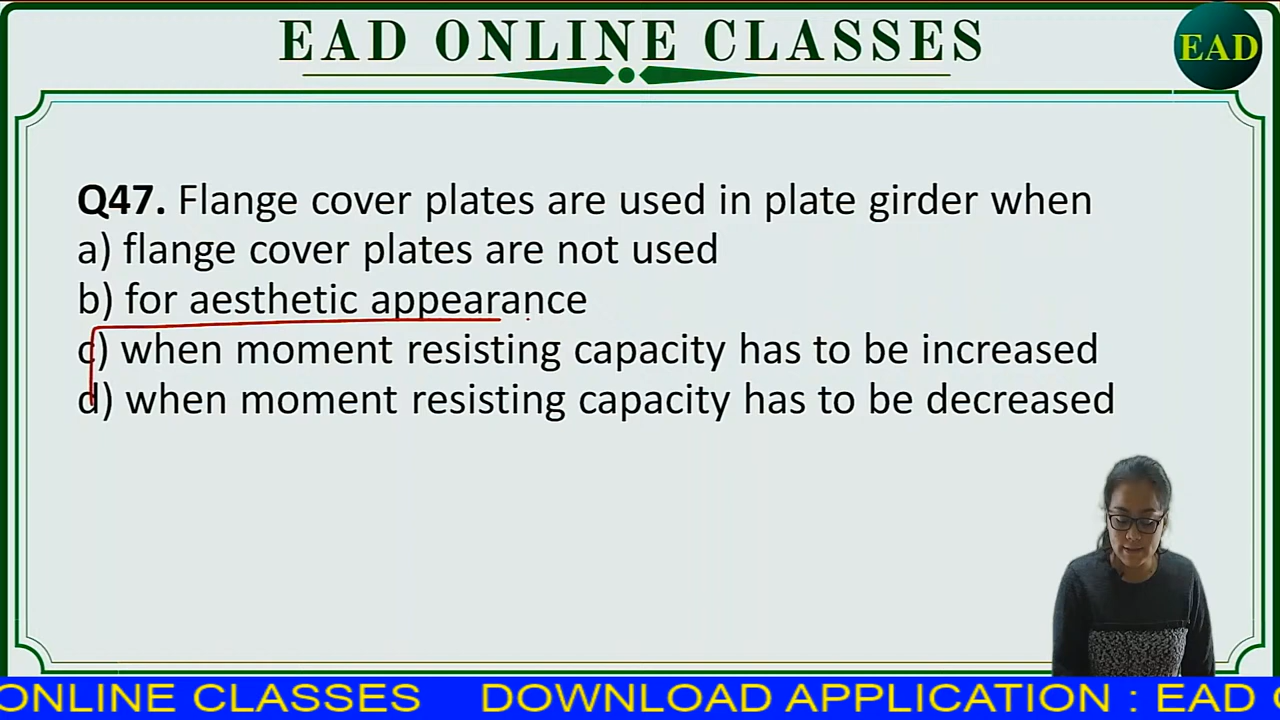 EAD ONLINE CLASSES
EAD
Q47. Flange cover plates are used in plate girder when
a) flange cover plates are not used
b) for aesthetic appearance
c) when moment resisting capacity has to be increased
d) when moment resisting capacity has to be decreased
ONLINE CLASSES DOWNLOAD APPLICATION : EAD